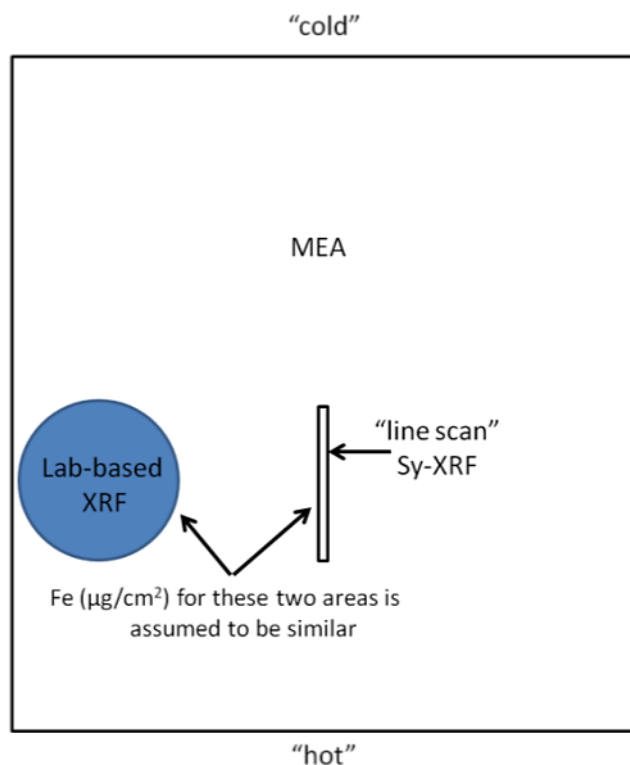 “cold”
MEA
“line scan”
Sy-XRF
Lab-based
XRF
Fe (µg/cm²) for these two areas is
assumed to be similar
“hot”